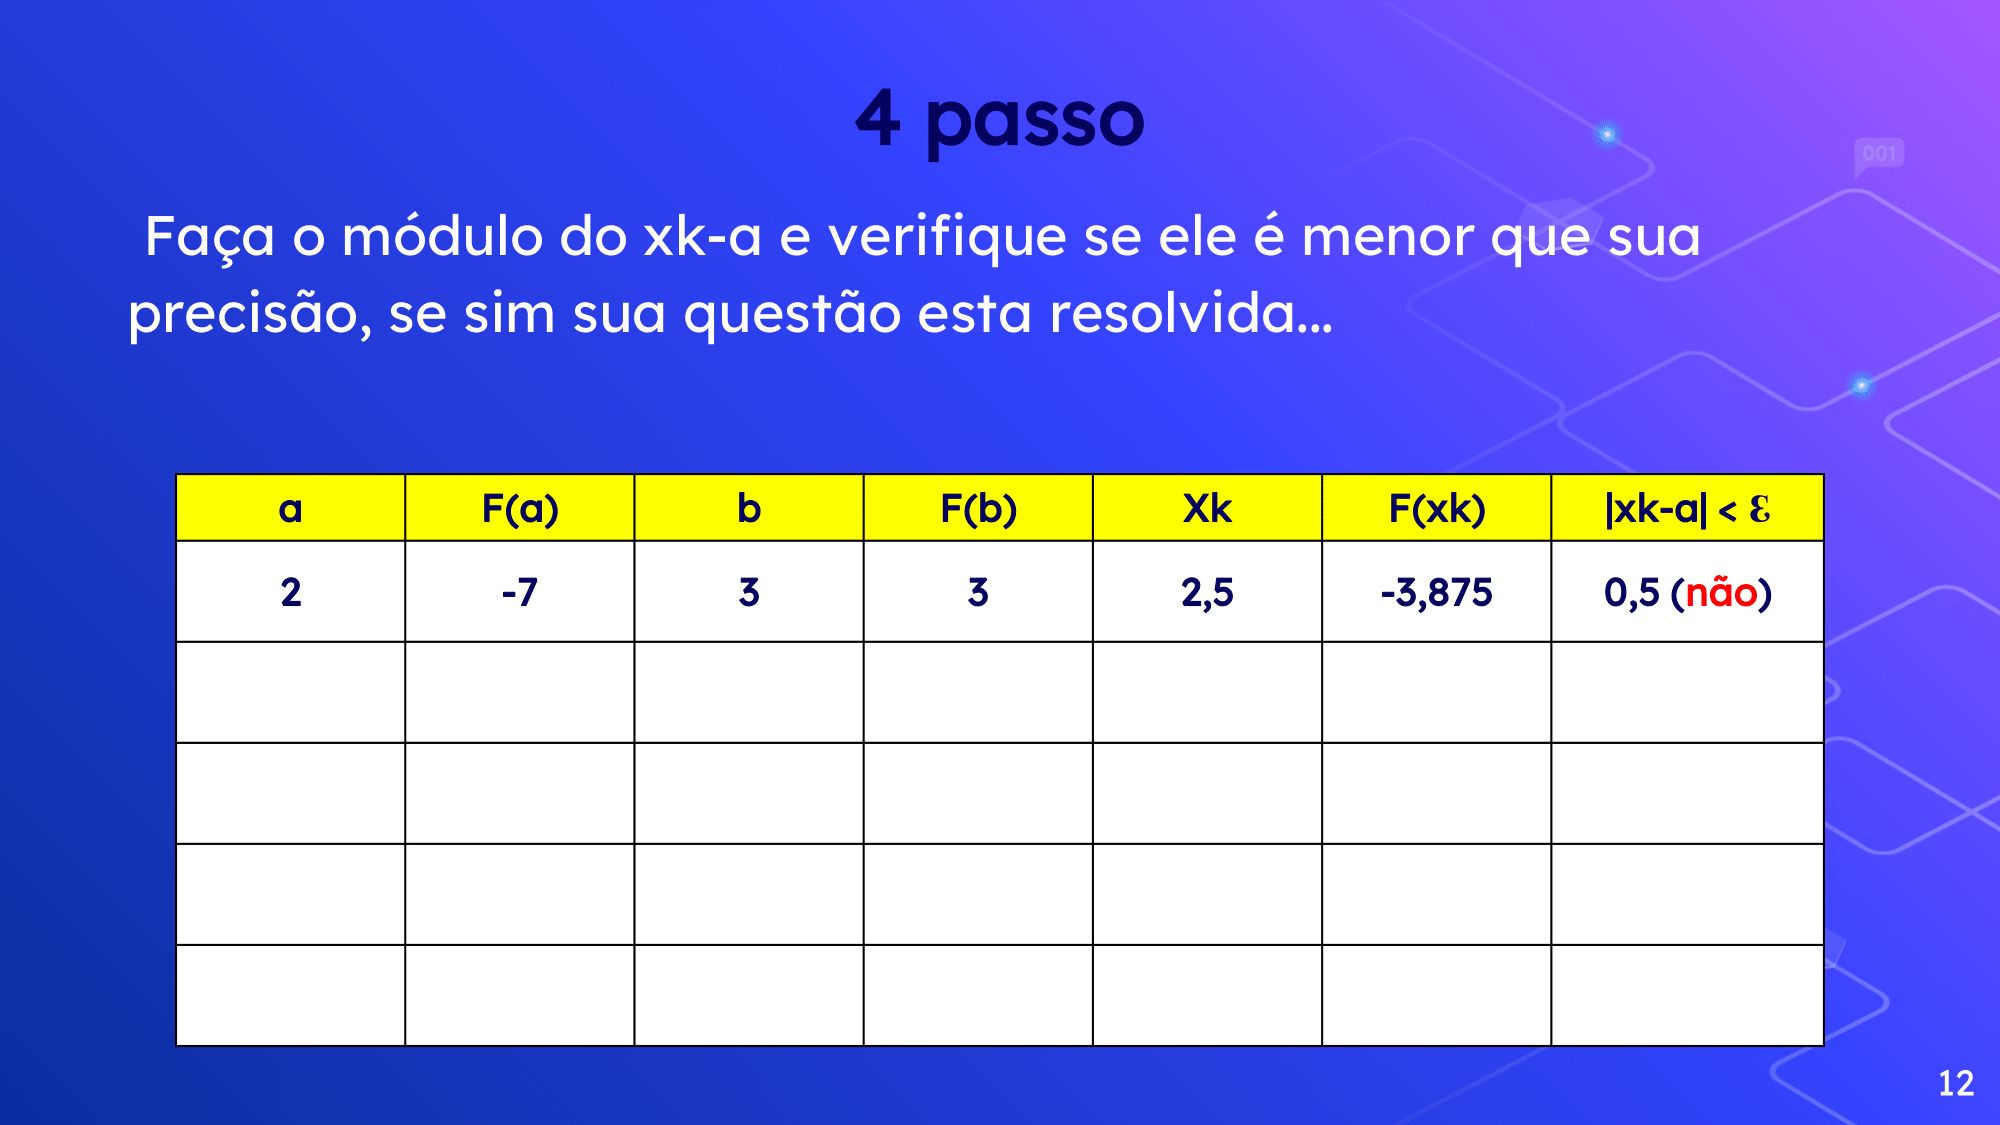 001
4 passo
Faça o módulo do xk-a e verifique se ele é menor que sua
precisão, se sim sua questão esta resolvida...
a F(a) b F(b) Xk F(xk) |xk-a| < ε
2 -7 3 3 2,5 -3,875 0,5 (não)
12